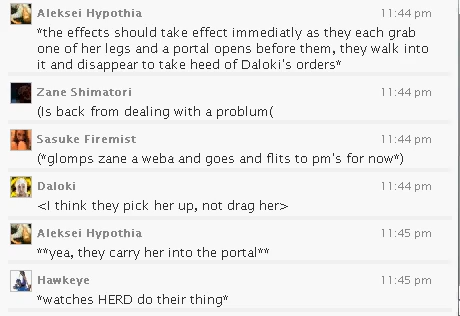 Aleksei Hypothia 11:44 pm
*the effects should take effect immediatly as they each grab
one of her legs and a portal opens before them, they walk into
it and disappear to take heed of Daloki's orders*
Zane Shimatori 11:44 pm
(Is back from dealing with a problum(
Sasuke Firemist 11:44 pm
(*glomps zane a weba and goes and flits to pm's for now*)
Daloki 11:44 pm
<I think they pick her up, not drag her>
Aleksei Hypothia 11:45 pm
**yea, they carry her into the portal**
Hawkeye 11:45 pm
*watches HERD do their thing*